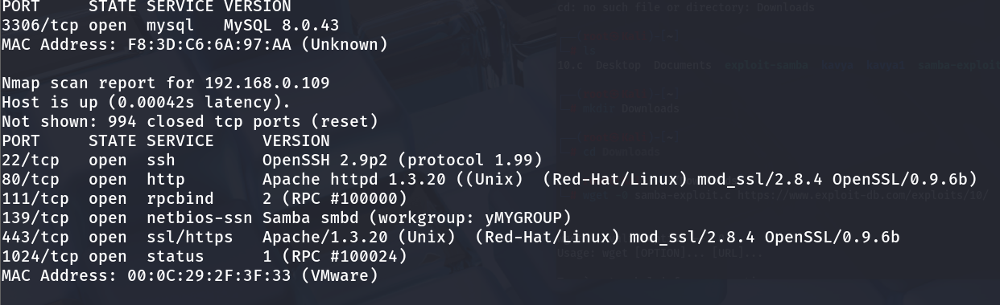 PORT     STATE SERVICE VERSION
3306/tcp open  mysql   MySQL 8.0.43
MAC Address: F8:3D:C6:6A:97:AA (Unknown)
Nmap scan report for 192.168.0.109
Host is up (0.00042s latency).
Not shown: 994 closed tcp ports (reset)
PORT     STATE SERVICE     VERSION
22/tcp   open  ssh         OpenSSH 2.9p2 (protocol 1.99)
80/tcp   open  http        Apache httpd 1.3.20 ((Unix)  (Red-Hat/Linux) mod_ssl/2.8.4 OpenSSL/0.9.6b)
111/tcp  open  rpcbind     2 (RPC #100000)
139/tcp  open  netbios-ssn Samba smbd (workgroup: yMYGROUP)
443/tcp  open  ssl/https   Apache/1.3.20 (Unix)  (Red-Hat/Linux) mod_ssl/2.8.4 OpenSSL/0.9.6b
1024/tcp open  status      1 (RPC #100024)
MAC Address: 00:0C:29:2F:3F:33 (VMware)
cd: no such file or directory: Downloads
ls
10.c  Desktop  Documents  exploit-samba
Downloads
cd Downloads
samba-exploit.c https://www.exploit-db.com/exploits/10/
Usage: wget [OPTION]... [URL]...